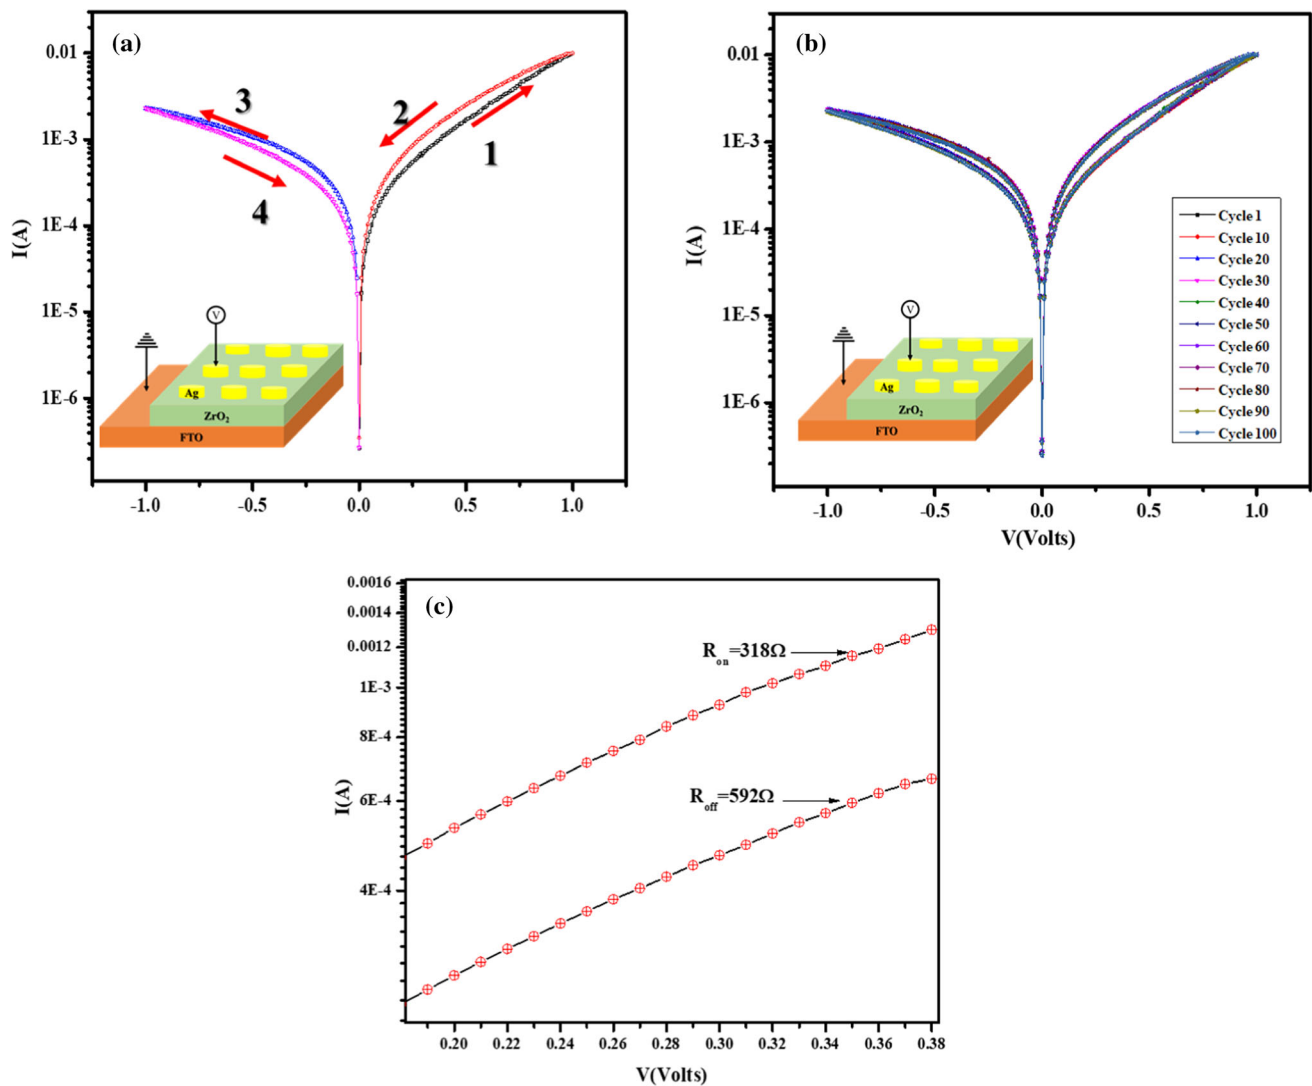 (a)
0.01
1E-3
1E-4
1E-5
1E-6
I(A)
-1.0
-0.5
0.0
0.5
1.0
1
2
3
4
V
Ag
ZrO2
FTO
(b)
0.01
1E-3
1E-4
1E-5
1E-6
I(A)
-1.0
-0.5
0.0
0.5
1.0
V(Volts)
Cycle 1
Cycle 10
Cycle 20
Cycle 30
Cycle 40
Cycle 50
Cycle 60
Cycle 70
Cycle 80
Cycle 90
Cycle 100
V
Ag
ZrO2
FTO
(c)
0.0016
0.0014
0.0012
1E-3
8E-4
6E-4
4E-4
I(A)
Ron=318Ω
Roff=592Ω
0.20
0.22
0.24
0.26
0.28
0.30
0.32
0.34
0.36
0.38
V(Volts)